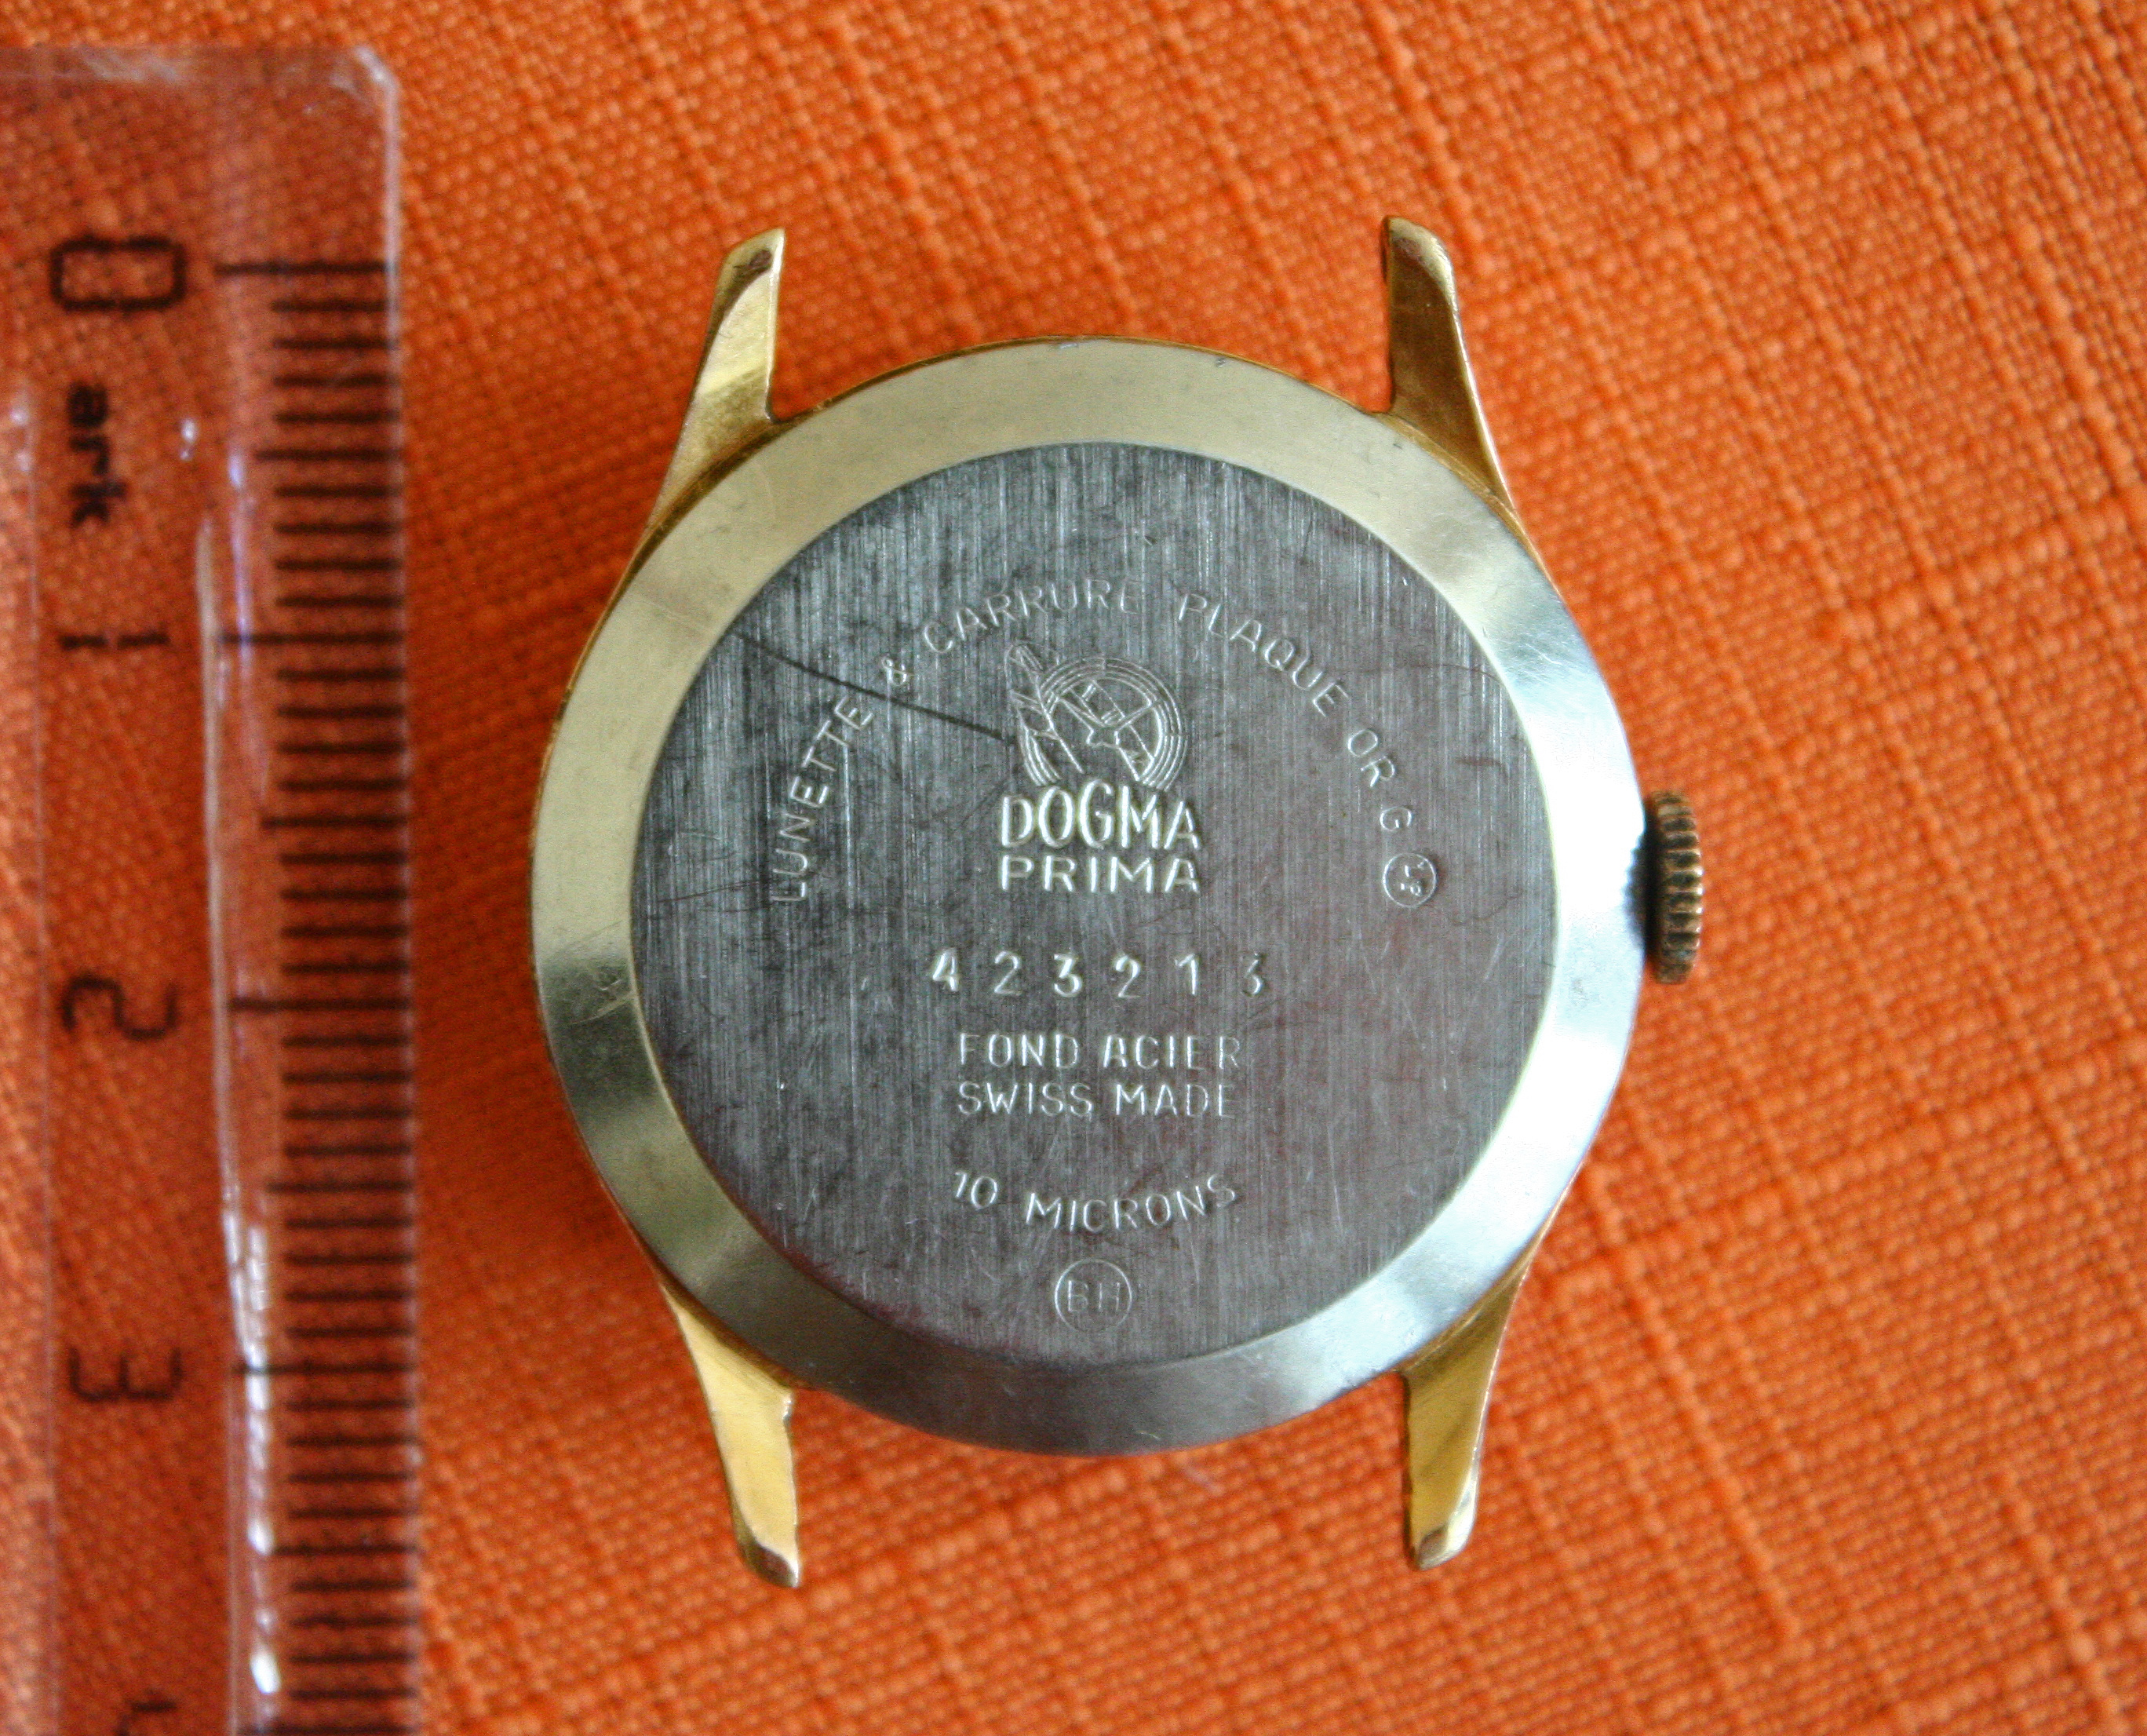 0
ark
1
2
3
LUNETTE & CARRURE PLAQUE OR G
DOGMA
PRIMA
423213
FOND ACIER
SWISS MADE
10 MICRONS
BH